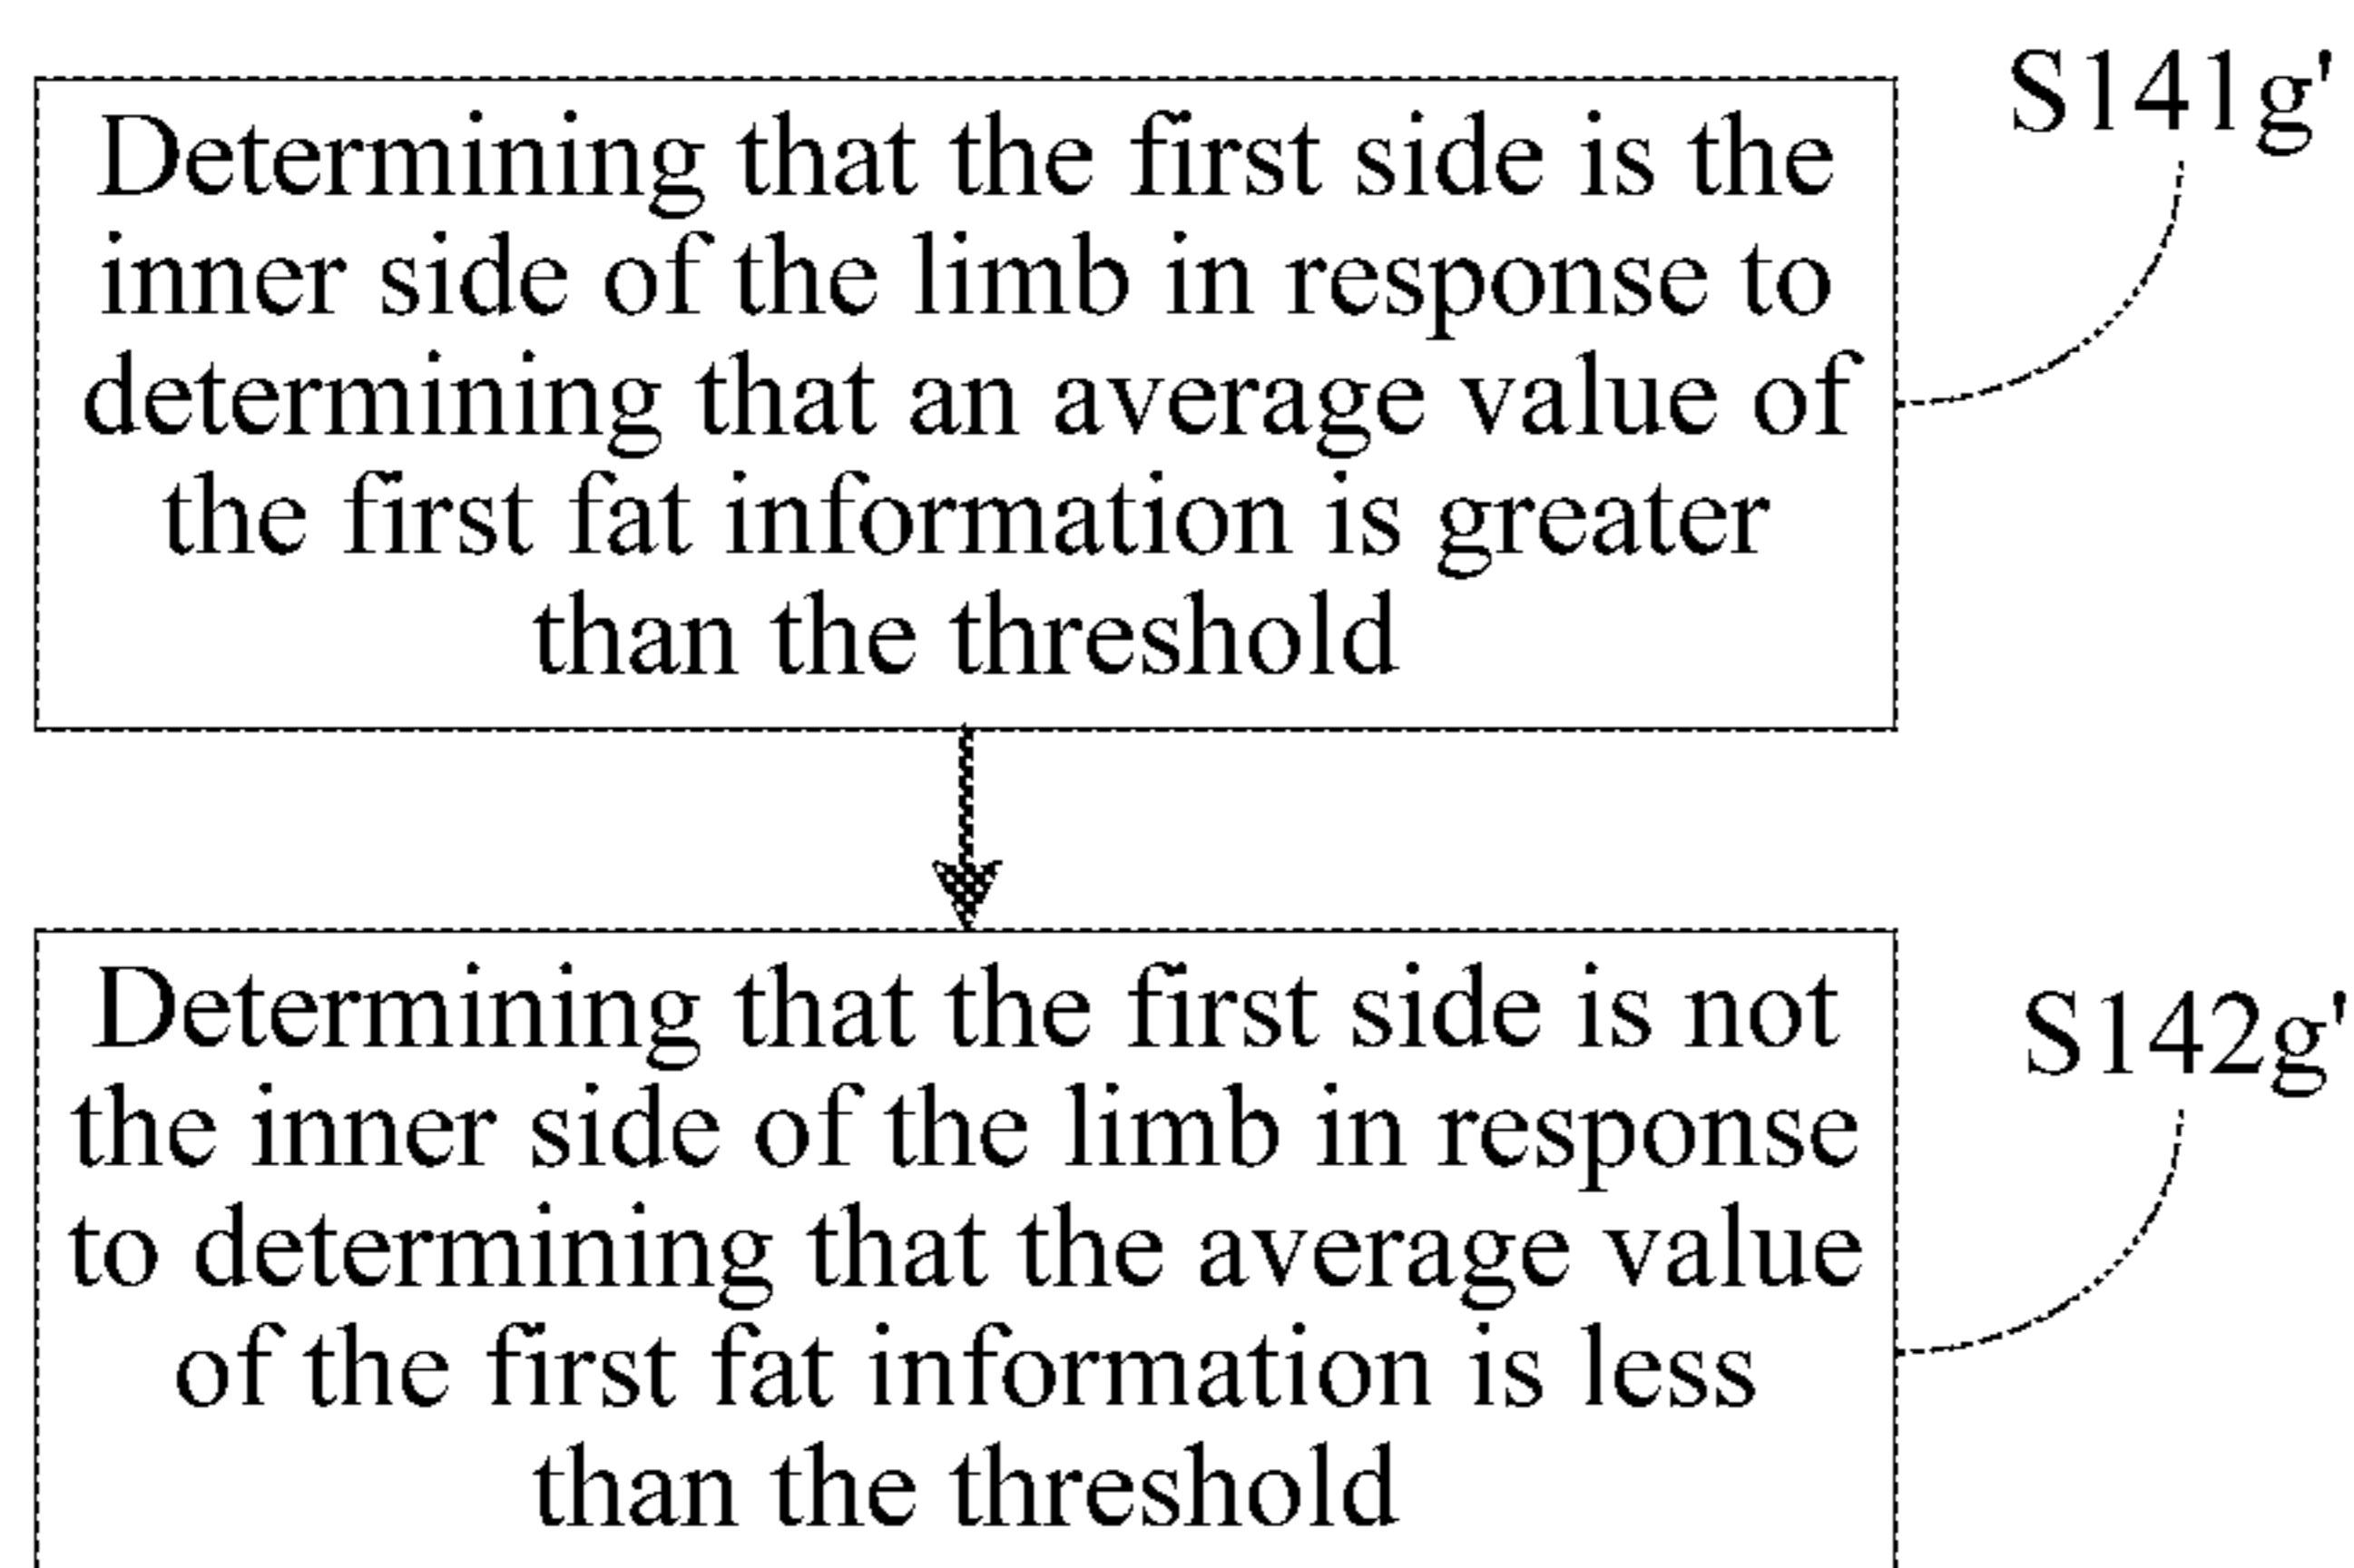 S141g'
Determining that the first side is the
inner side of the limb in response to
determining that an average value of
the first fat information is greater
than the threshold
S142g'
Determining that the first side is not
the inner side of the limb in response
to determining that the average value
of the first fat information is less
than the threshold